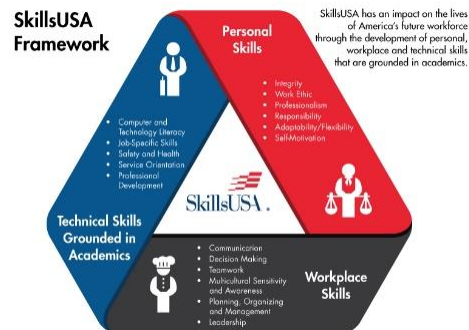 SkillsUSA
Framework
SkillsUSA has an impact on the lives
of America's future workforce
through the development of personal,
workplace and technical skills
that are grounded in academics.
Personal
Skills
• Integrity
• Work Ethic
• Professionalism
• Responsibility
• Adaptability/Flexibility
• Self-Motivation
• Computer and
Technology Literacy
• Job-Specific Skills
• Safety and Health
• Service Orientation
• Professional
Development
SkillsUSA.
Technical Skills
Grounded in
Academics
• Communication
• Decision Making
• Teamwork
• Multicultural Sensitivity
and Awareness
• Planning, Organizing
and Management
• Leadership
Workplace
Skills